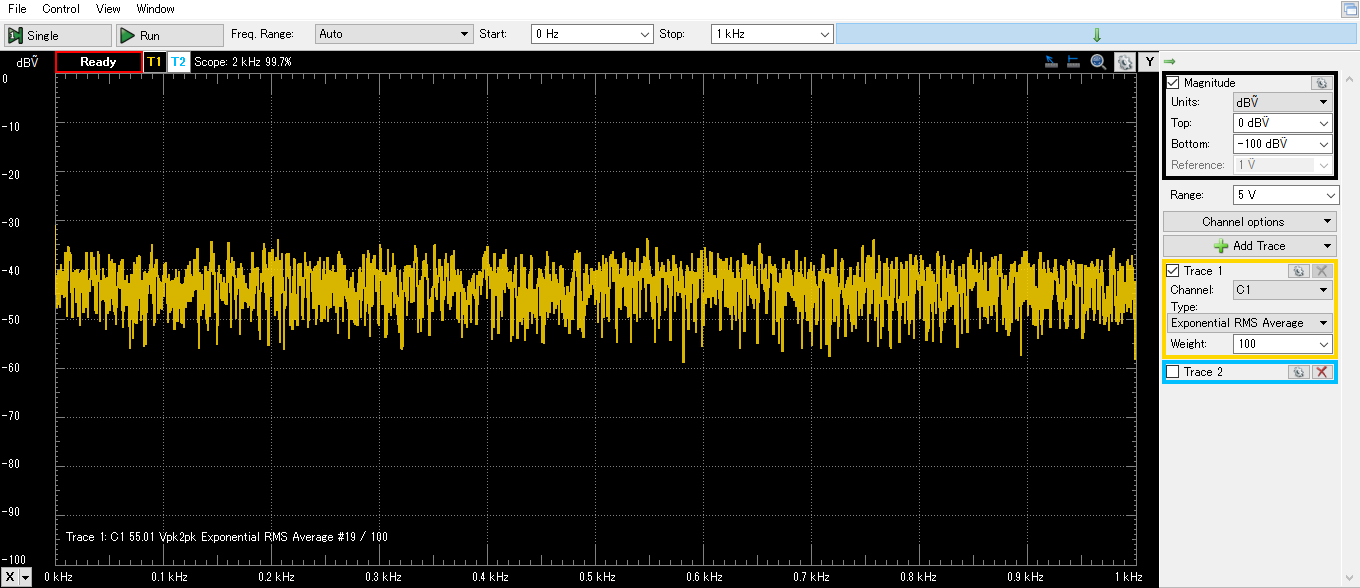 File Control View Window
Single Run Freq. Range: Auto Start: 0 Hz Stop: 1 kHz
dBṼ Ready T1 T2 Scope: 2 kHz 99.7% Y
0
-10
-20
-30
-40
-50
-60
-70
-80
-90
-100
Trace 1: C1 55.01 Vpk2pk Exponential RMS Average #19 / 100
X 0 kHz 0.1 kHz 0.2 kHz 0.3 kHz 0.4 kHz 0.5 kHz 0.6 kHz 0.7 kHz 0.8 kHz 0.9 kHz 1 kHz
Magnitude
Units: dBṼ
Top: 0 dBṼ
Bottom: -100 dBṼ
Reference: 1 Ṽ
Range: 5 V
Channel options
Add Trace
Trace 1
Channel: C1
Type:
Exponential RMS Average
Weight: 100
Trace 2